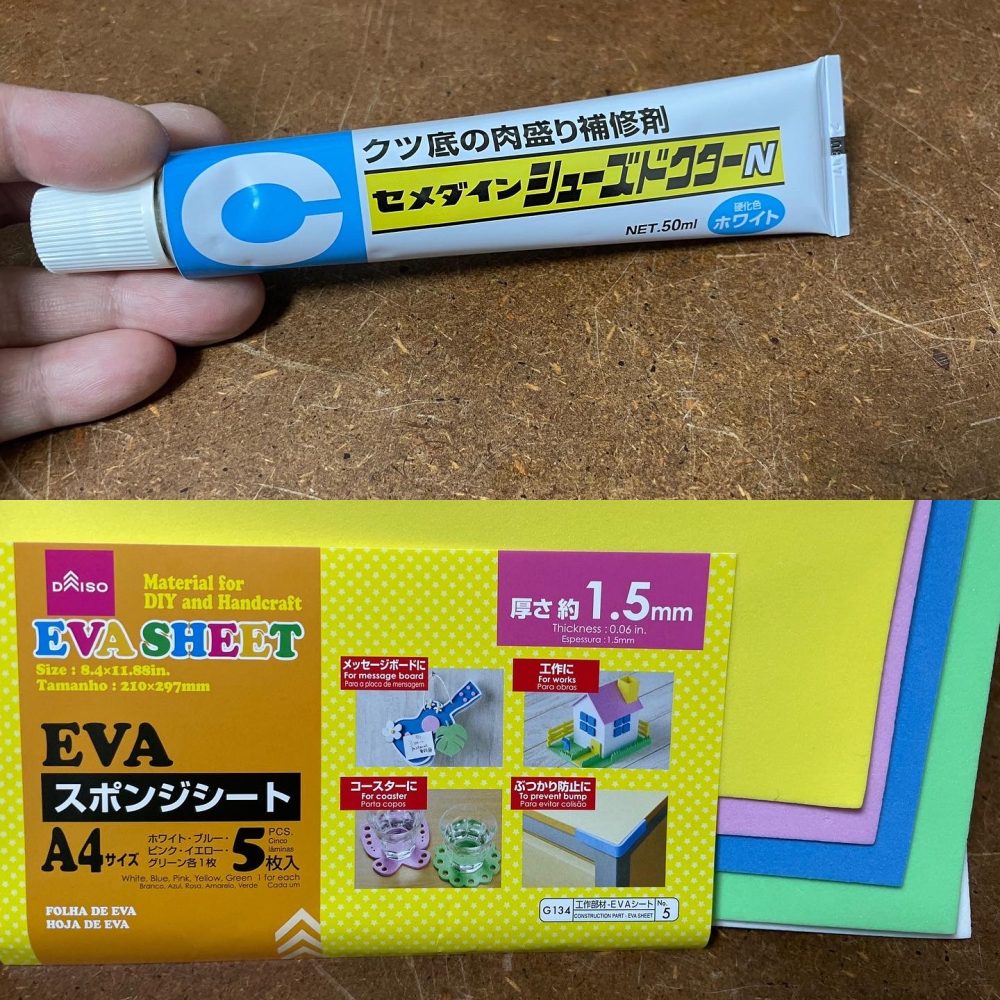 クツ底の肉盛り補修剤
セメダイン シューズドクターN
NET.50ml
硬化色
ホワイト
C
DAISO
Material for
DIY and Handcraft
EVA SHEET
Size : 8.4×11.88in.
Tamanho : 210×297mm
EVA
スポンジシート
A4サイズ
ホワイト・ブルー・
ピンク・イエロー・
グリーン各1枚
5枚入
PCS.
Cinco
láminas
White, Blue, Pink, Yellow, Green 1 for each
Branco, Azul, Rosa, Amarelo, Verde Cada um
FOLHA DE EVA
HOJA DE EVA
厚さ 約 1.5mm
Thickness : 0.06 in.
Espessura : 1.5mm
メッセージボードに
For message board
Para a placa de mensagem
工作に
For works
Para obras
コースターに
For coaster
Porta copos
ぶつかり防止に
To prevent bump
Para evitar colisão
G134
工作部材-EVAシート
CONSTRUCTION PART - EVA SHEET
No.
5